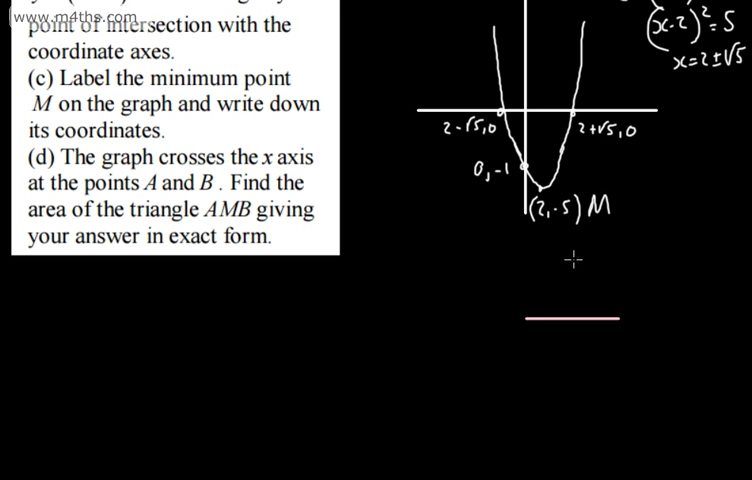 www.m4ths.com
point of intersection with the
coordinate axes.
(c) Label the minimum point
M on the graph and write down
its coordinates.
(d) The graph crosses the x axis
at the points A and B . Find the
area of the triangle AMB giving
your answer in exact form.
(x-2)²=5
x=2±√5
2-√5,0
2+√5,0
0,-1
(2,-5) M